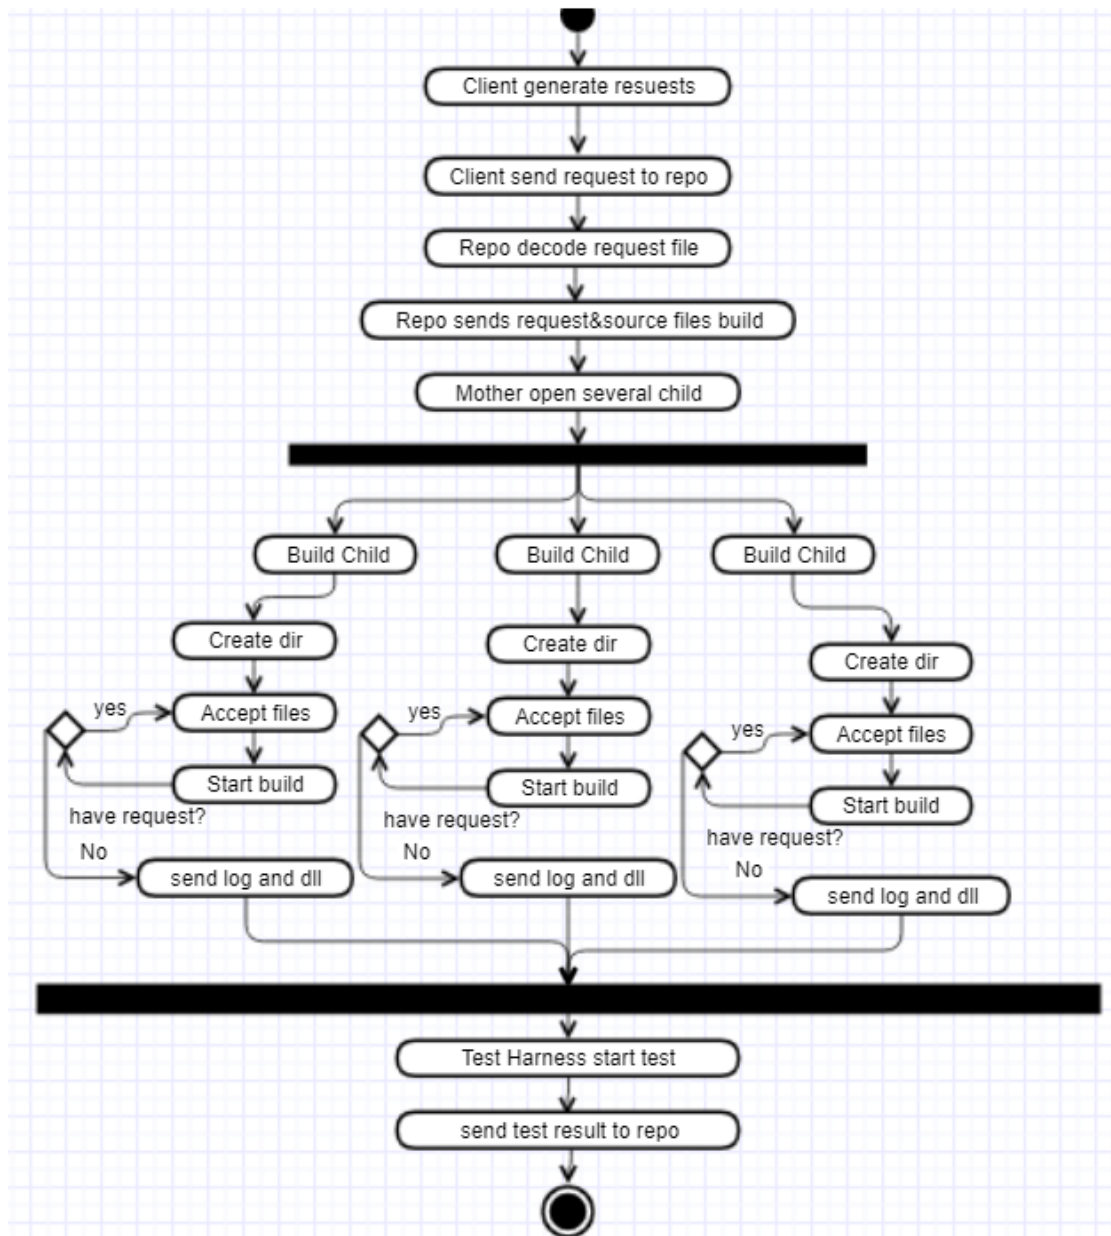 Client generate resuests
Client send request to repo
Repo decode request file
Repo sends request&source files build
Mother open several child
Build Child
Build Child
Build Child
Create dir
Create dir
Create dir
yes
Accept files
yes
Accept files
yes
Accept files
Start build
Start build
Start build
have request?
have request?
have request?
No
No
No
send log and dll
send log and dll
send log and dll
Test Harness start test
send test result to repo